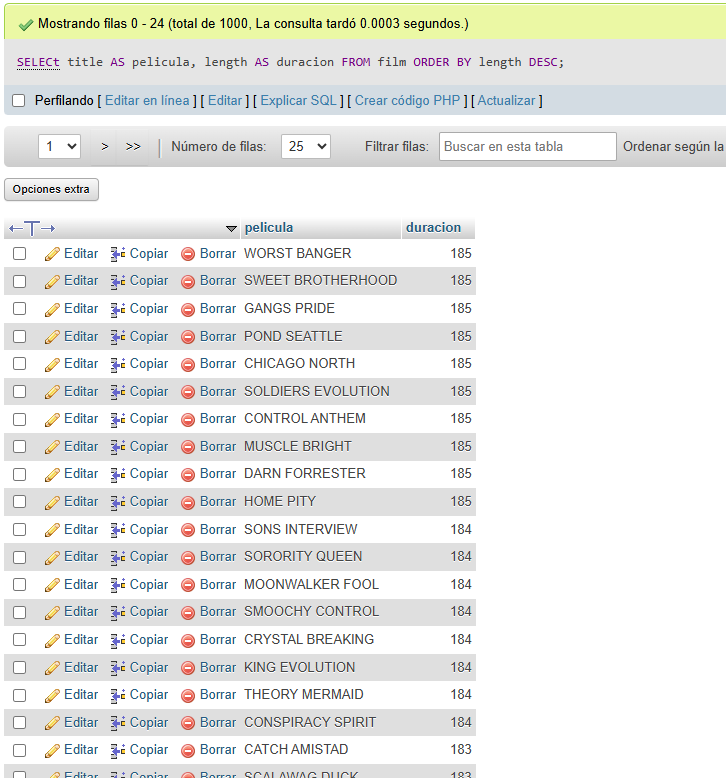 Mostrando filas 0 - 24 (total de 1000, La consulta tardó 0.0003 segundos.)
SELECt title AS pelicula, length AS duracion FROM film ORDER BY length DESC;
Perfilando [ Editar en línea ] [ Editar ] [ Explicar SQL ] [ Crear código PHP ] [ Actualizar ]
1 > >> Número de filas: 25 Filtrar filas: Buscar en esta tabla Ordenar según la
Opciones extra
pelicula duracion
Editar Copiar Borrar WORST BANGER 185
Editar Copiar Borrar SWEET BROTHERHOOD 185
Editar Copiar Borrar GANGS PRIDE 185
Editar Copiar Borrar POND SEATTLE 185
Editar Copiar Borrar CHICAGO NORTH 185
Editar Copiar Borrar SOLDIERS EVOLUTION 185
Editar Copiar Borrar CONTROL ANTHEM 185
Editar Copiar Borrar MUSCLE BRIGHT 185
Editar Copiar Borrar DARN FORRESTER 185
Editar Copiar Borrar HOME PITY 185
Editar Copiar Borrar SONS INTERVIEW 184
Editar Copiar Borrar SORORITY QUEEN 184
Editar Copiar Borrar MOONWALKER FOOL 184
Editar Copiar Borrar SMOOCHY CONTROL 184
Editar Copiar Borrar CRYSTAL BREAKING 184
Editar Copiar Borrar KING EVOLUTION 184
Editar Copiar Borrar THEORY MERMAID 184
Editar Copiar Borrar CONSPIRACY SPIRIT 184
Editar Copiar Borrar CATCH AMISTAD 183
Editar Copiar Borrar SCALAWAG DUCK 183